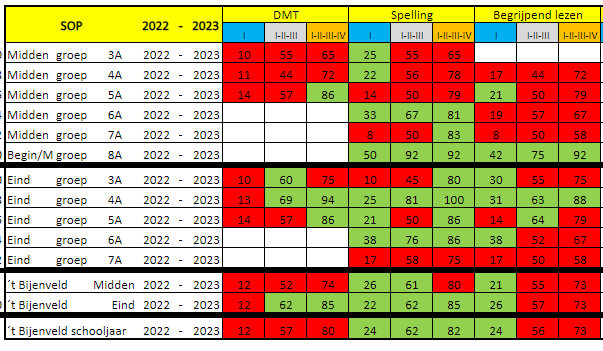 SOP 2022 - 2023 DMT Spelling Begrijpend lezen
I I-II-III I-II-III-IV I I-II-III I-II-III-IV I I-II-III I-II-III-IV
Midden groep 3A 2022 - 2023 10 55 65 25 55 65
Midden groep 4A 2022 - 2023 11 44 72 22 56 78 17 44 72
Midden groep 5A 2022 - 2023 14 57 86 14 50 79 21 50 79
Midden groep 6A 2022 - 2023 33 67 81 19 57 67
Midden groep 7A 2022 - 2023 8 50 83 8 50 58
Begin/M groep 8A 2022 - 2023 50 92 92 42 75 92
Eind groep 3A 2022 - 2023 10 60 75 10 45 80 30 55 75
Eind groep 4A 2022 - 2023 13 69 94 25 81 100 31 63 88
Eind groep 5A 2022 - 2023 14 57 86 21 50 86 14 64 79
Eind groep 6A 2022 - 2023 38 76 86 38 52 67
Eind groep 7A 2022 - 2023 17 58 75 17 50 58
´t Bijenveld Midden 2022 - 2023 12 52 74 26 61 80 21 55 73
´t Bijenveld Eind 2022 - 2023 12 62 85 22 62 85 26 57 73
´t Bijenveld schooljaar 2022 - 2023 12 57 80 24 62 82 24 56 73